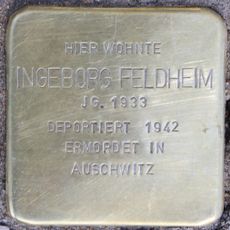 HIER WOHNTE
INGEBORG FELDHEIM
JG. 1933
DEPORTIERT 1942
ERMORDET IN
AUSCHWITZ